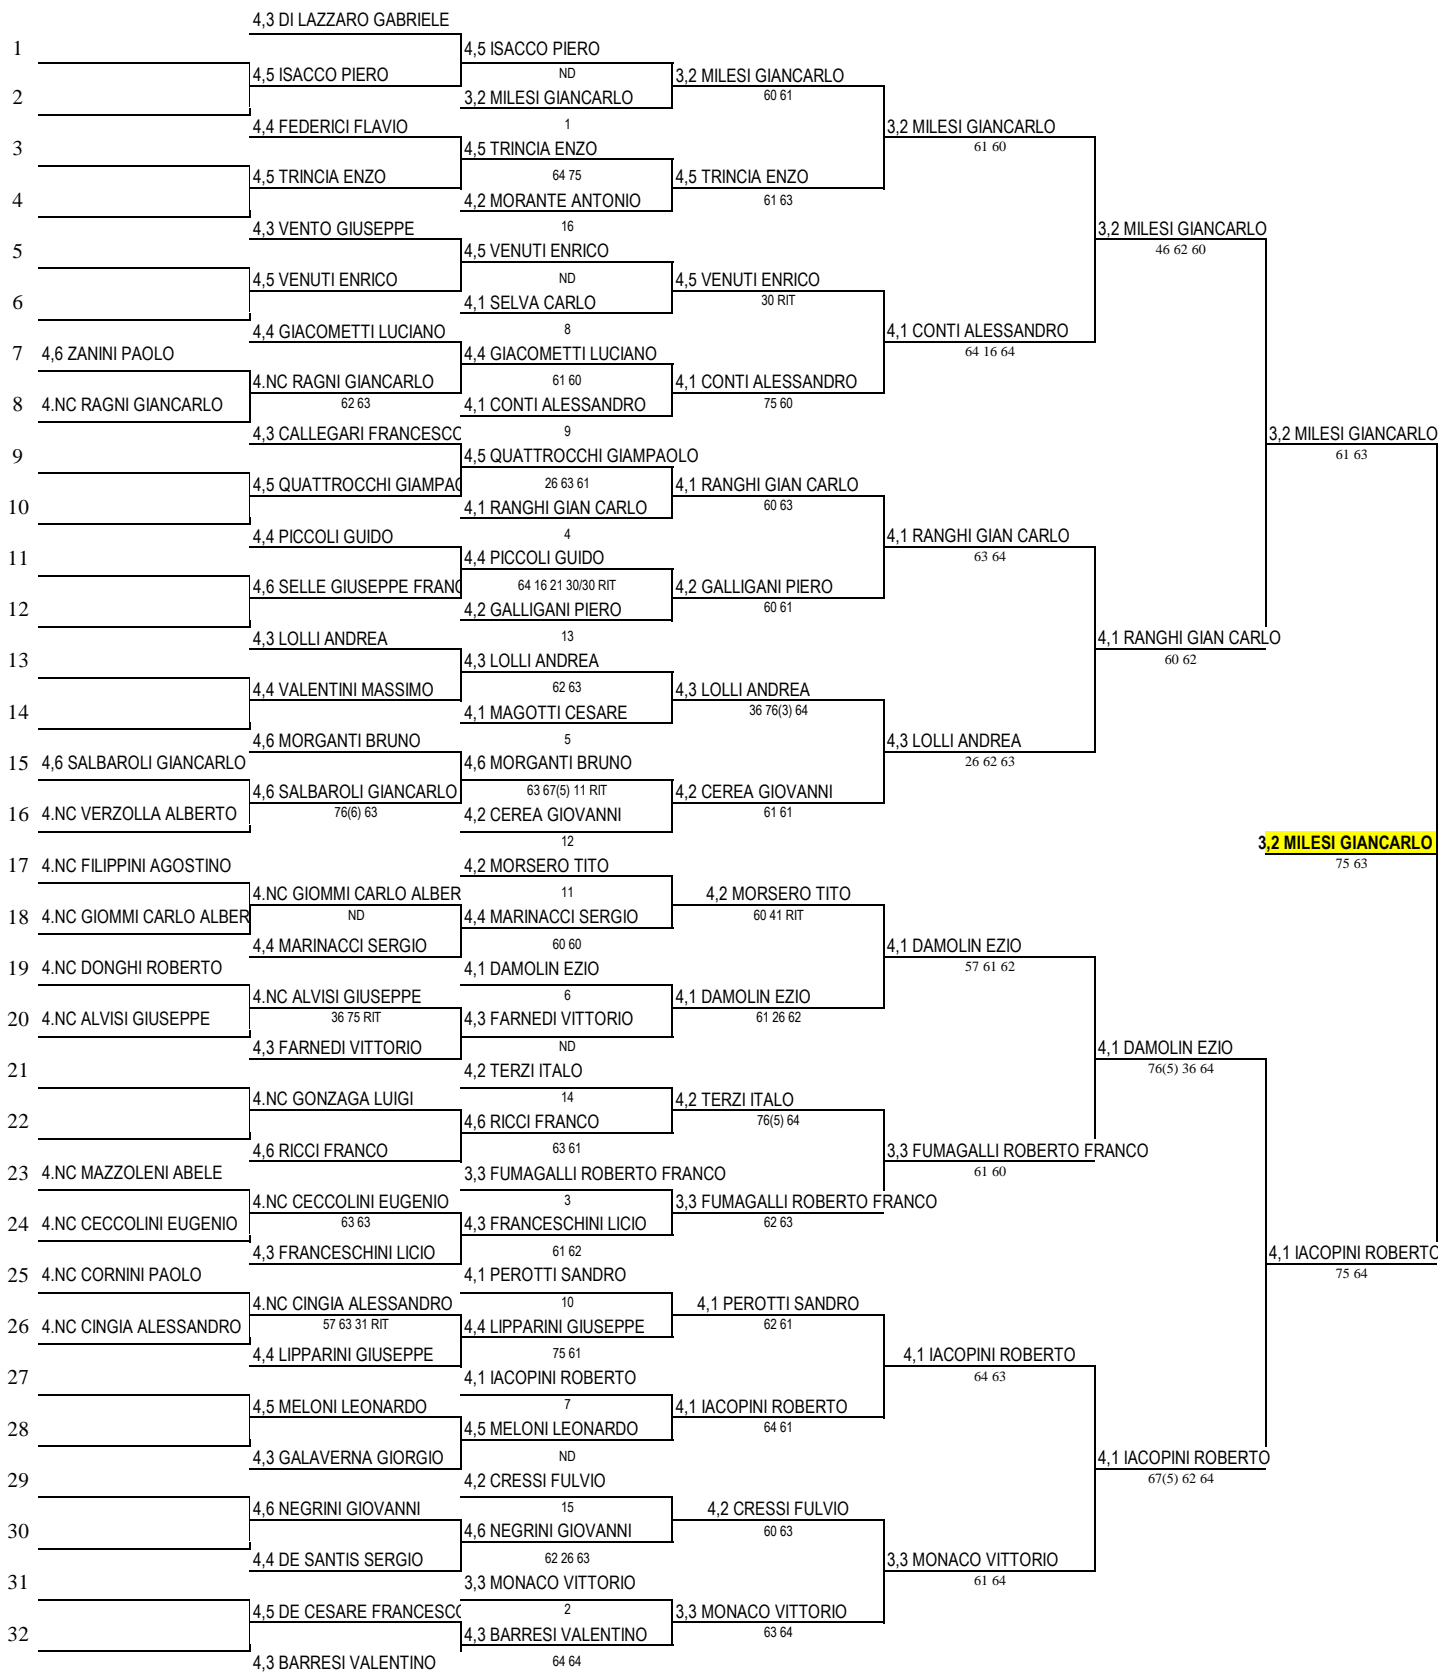 4,3 DI LAZZARO GABRIELE
1
4,5 ISACCO PIERO
4,5 ISACCO PIERO
ND
3,2 MILESI GIANCARLO
2
3,2 MILESI GIANCARLO
60 61
4,4 FEDERICI FLAVIO
1
3,2 MILESI GIANCARLO
3
4,5 TRINCIA ENZO
61 60
4,5 TRINCIA ENZO
64 75
4,5 TRINCIA ENZO
4
4,2 MORANTE ANTONIO
61 63
4,3 VENTO GIUSEPPE
16
3,2 MILESI GIANCARLO
5
4,5 VENUTI ENRICO
46 62 60
4,5 VENUTI ENRICO
ND
4,5 VENUTI ENRICO
6
4,1 SELVA CARLO
30 RIT
4,4 GIACOMETTI LUCIANO
8
4,1 CONTI ALESSANDRO
7
4,6 ZANINI PAOLO
4,4 GIACOMETTI LUCIANO
64 16 64
4.NC RAGNI GIANCARLO
61 60
4,1 CONTI ALESSANDRO
8
4.NC RAGNI GIANCARLO
62 63
4,1 CONTI ALESSANDRO
75 60
4,3 CALLEGARI FRANCESCO
9
3,2 MILESI GIANCARLO
9
4,5 QUATTROCCHI GIAMPAOLO
61 63
4,5 QUATTROCCHI GIAMPAO
26 63 61
4,1 RANGHI GIAN CARLO
10
4,1 RANGHI GIAN CARLO
60 63
4,4 PICCOLI GUIDO
4
4,1 RANGHI GIAN CARLO
11
4,4 PICCOLI GUIDO
63 64
4,6 SELLE GIUSEPPE FRANC
64 16 21 30/30 RIT
4,2 GALLIGANI PIERO
12
4,2 GALLIGANI PIERO
60 61
4,3 LOLLI ANDREA
13
4,1 RANGHI GIAN CARLO
13
4,3 LOLLI ANDREA
60 62
4,4 VALENTINI MASSIMO
62 63
4,3 LOLLI ANDREA
14
4,1 MAGOTTI CESARE
36 76(3) 64
4,6 MORGANTI BRUNO
5
4,3 LOLLI ANDREA
15
4,6 SALBAROLI GIANCARLO
4,6 MORGANTI BRUNO
26 62 63
4,6 SALBAROLI GIANCARLO
63 67(5) 11 RIT
4,2 CEREA GIOVANNI
16
4.NC VERZOLLA ALBERTO
76(6) 63
4,2 CEREA GIOVANNI
61 61
12
3,2 MILESI GIANCARLO
17
4.NC FILIPPINI AGOSTINO
4,2 MORSERO TITO
75 63
4.NC GIOMMI CARLO ALBER
11
4,2 MORSERO TITO
18
4.NC GIOMMI CARLO ALBER
ND
4,4 MARINACCI SERGIO
60 41 RIT
4,4 MARINACCI SERGIO
60 60
4,1 DAMOLIN EZIO
19
4.NC DONGHI ROBERTO
4,1 DAMOLIN EZIO
57 61 62
4.NC ALVISI GIUSEPPE
6
4,1 DAMOLIN EZIO
20
4.NC ALVISI GIUSEPPE
36 75 RIT
4,3 FARNEDI VITTORIO
61 26 62
4,3 FARNEDI VITTORIO
ND
4,1 DAMOLIN EZIO
21
4,2 TERZI ITALO
76(5) 36 64
4.NC GONZAGA LUIGI
14
4,2 TERZI ITALO
22
4,6 RICCI FRANCO
76(5) 64
4,6 RICCI FRANCO
63 61
3,3 FUMAGALLI ROBERTO FRANCO
23
4.NC MAZZOLENI ABELE
3,3 FUMAGALLI ROBERTO FRANCO
61 60
4.NC CECCOLINI EUGENIO
3
3,3 FUMAGALLI ROBERTO FRANCO
24
4.NC CECCOLINI EUGENIO
63 63
4,3 FRANCESCHINI LICIO
62 63
4,3 FRANCESCHINI LICIO
61 62
4,1 IACOPINI ROBERTO
25
4.NC CORNINI PAOLO
4,1 PEROTTI SANDRO
75 64
4.NC CINGIA ALESSANDRO
10
4,1 PEROTTI SANDRO
26
4.NC CINGIA ALESSANDRO
57 63 31 RIT
4,4 LIPPARINI GIUSEPPE
62 61
4,4 LIPPARINI GIUSEPPE
75 61
4,1 IACOPINI ROBERTO
27
4,1 IACOPINI ROBERTO
64 63
4,5 MELONI LEONARDO
7
4,1 IACOPINI ROBERTO
28
4,5 MELONI LEONARDO
64 61
4,3 GALAVERNA GIORGIO
ND
4,1 IACOPINI ROBERTO
29
4,2 CRESSI FULVIO
67(5) 62 64
4,6 NEGRINI GIOVANNI
15
4,2 CRESSI FULVIO
30
4,6 NEGRINI GIOVANNI
60 63
4,4 DE SANTIS SERGIO
62 26 63
3,3 MONACO VITTORIO
31
3,3 MONACO VITTORIO
61 64
4,5 DE CESARE FRANCESCO
2
3,3 MONACO VITTORIO
32
4,3 BARRESI VALENTINO
63 64
4,3 BARRESI VALENTINO
64 64